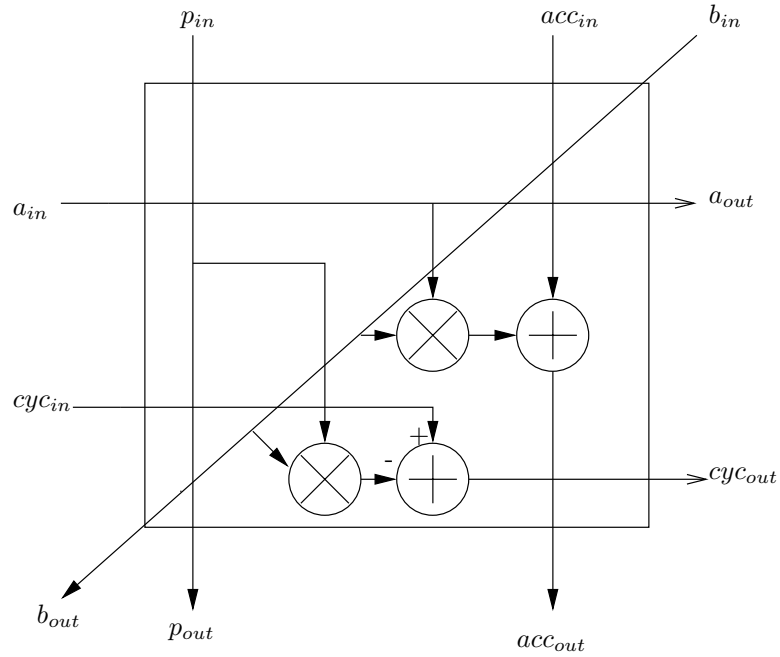 p_in
acc_in
b_in
a_in
a_out
cyc_in
+
-
cyc_out
b_out
p_out
acc_out